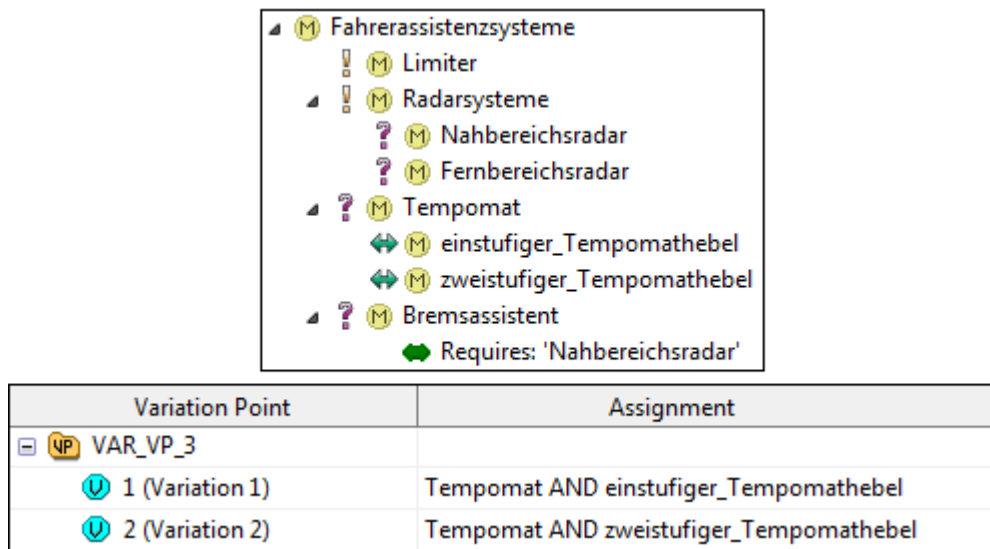 M Fahrerassistenzsysteme
! M Limiter
! M Radarsysteme
? M Nahbereichsradar
? M Fernbereichsradar
? M Tempomat
M einstufiger_Tempomathebel
M zweistufiger_Tempomathebel
? M Bremsassistent
Requires: 'Nahbereichsradar'
Variation Point Assignment
VP VAR_VP_3
V 1 (Variation 1) Tempomat AND einstufiger_Tempomathebel
V 2 (Variation 2) Tempomat AND zweistufiger_Tempomathebel